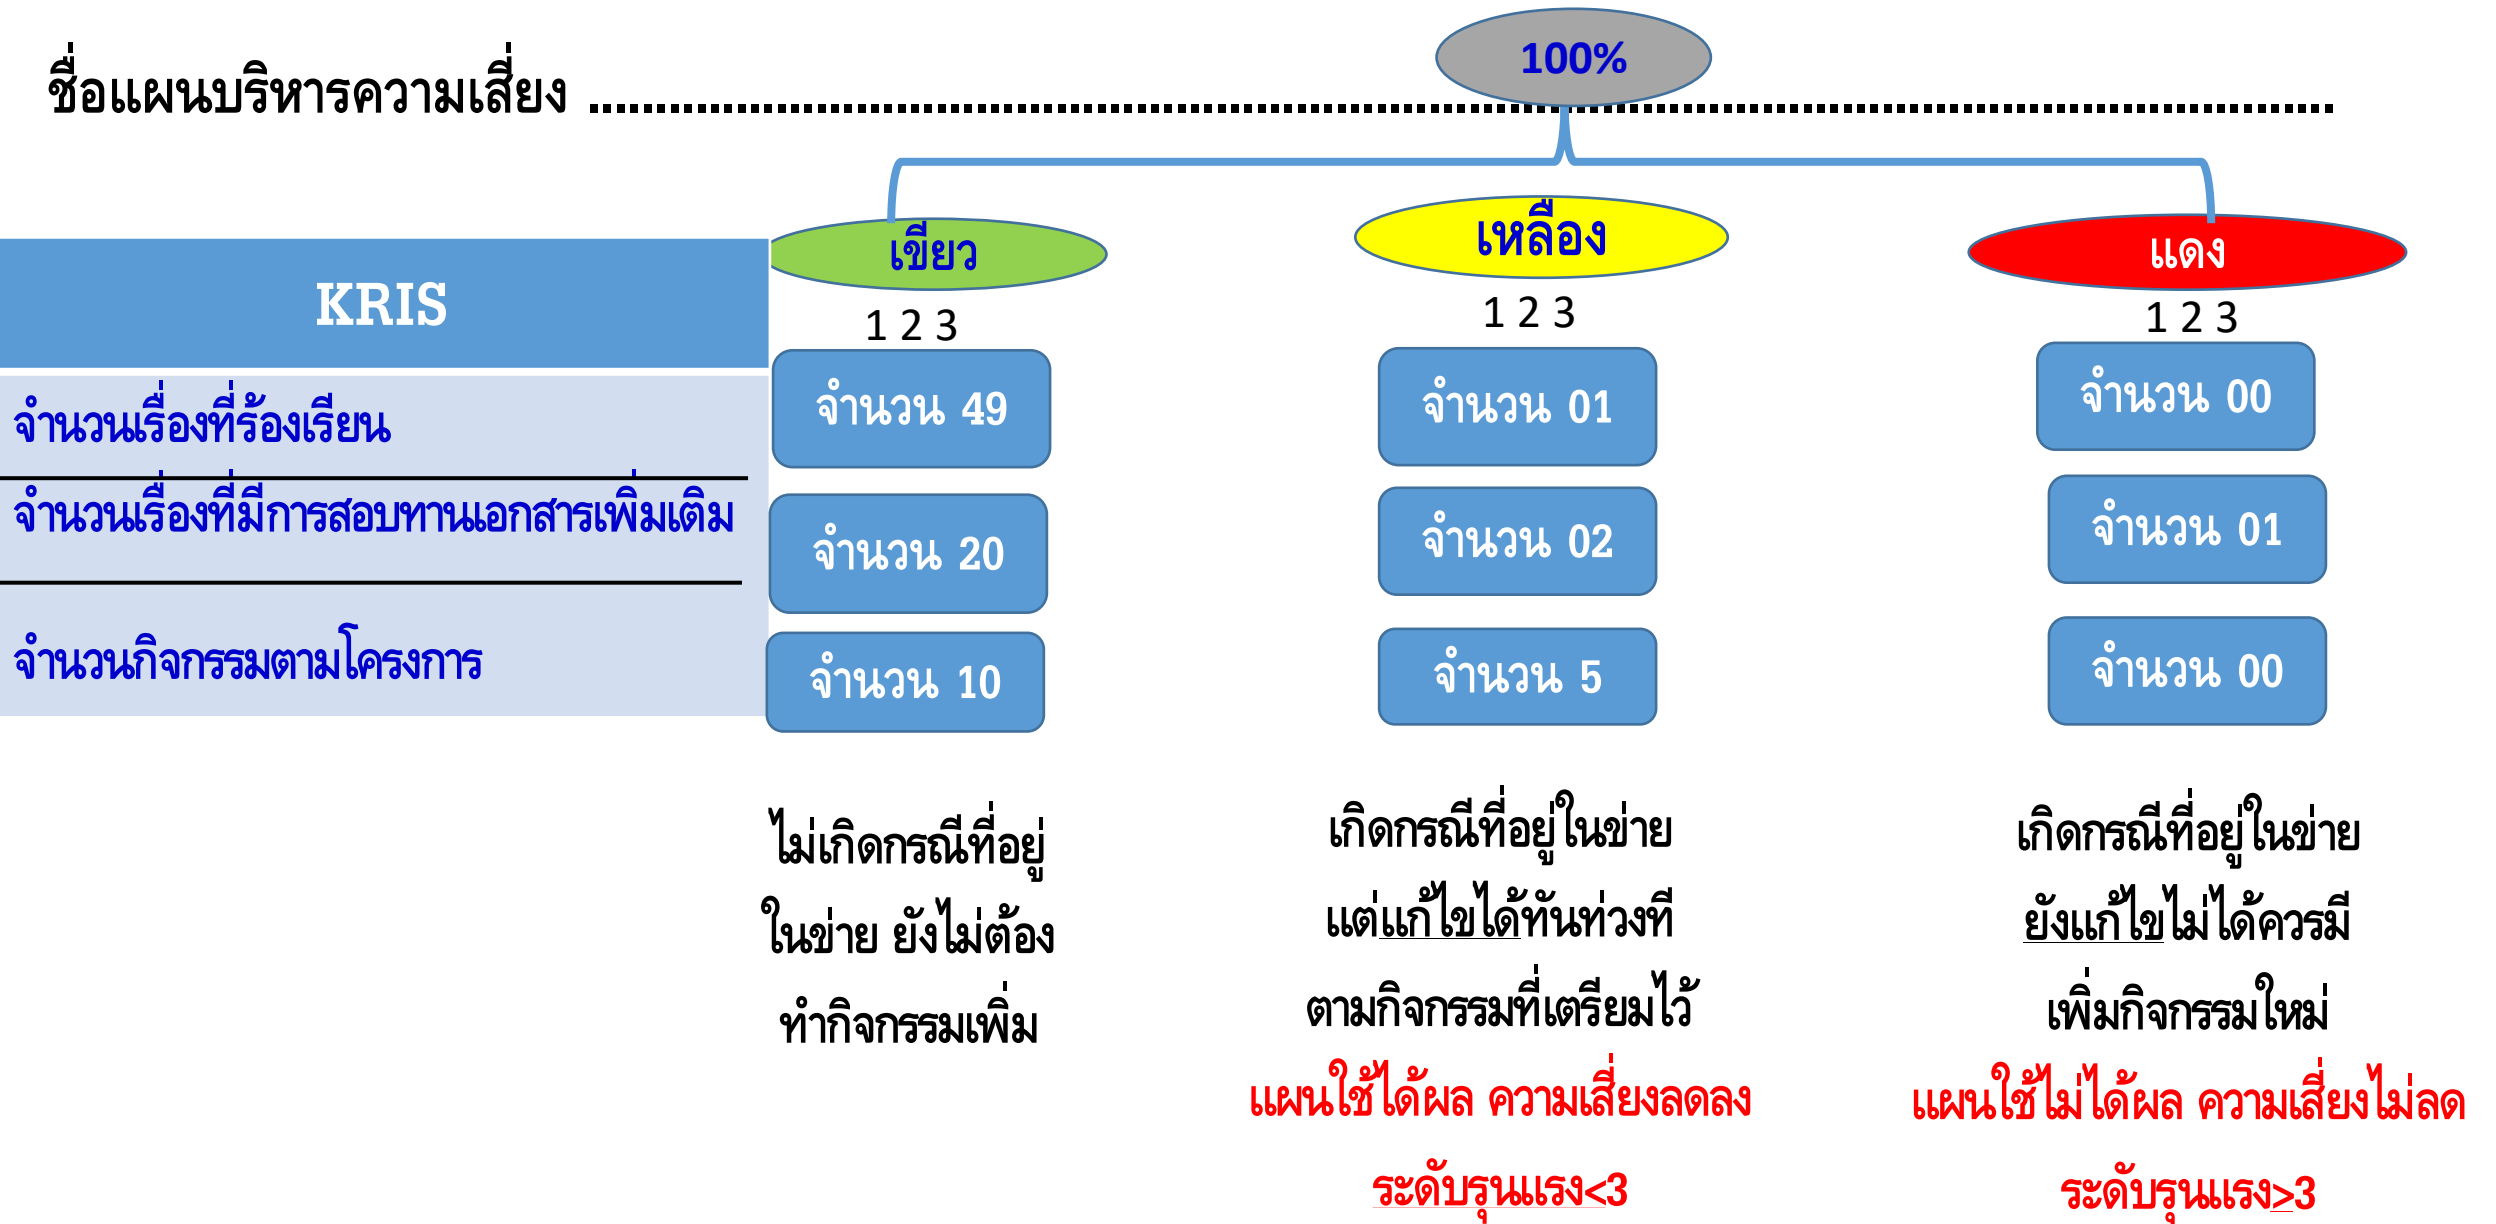 100%
ชื่อแผนบริหารความเสี่ยง ................................................................................................................................
เขียว
เหลือง
แดง
KRIS
1 2 3
1 2 3
1 2 3
จำนวนเรื่องที่ร้องเรียน
จำนวน 49
จำนวน 01
จำนวน 00
จำนวนเรื่องที่มีการสอบทานเอกสารเพิ่มเติม
จำนวน 20
จำนวน 02
จำนวน 01
จำนวนกิจกรรมตามโครงการ
จำนวน 10
จำนวน 5
จำนวน 00
ไม่เกิดกรณีที่อยู่
ในข่าย ยังไม่ต้อง
ทำกิจกรรมเพิ่ม
เกิดกรณีที่อยู่ในข่าย
แต่แก้ไขได้ทันท่วงที
ตามกิจกรรมที่เตรียมไว้
แผนใช้ได้ผล ความเสี่ยงลดลง
ระดับรุนแรง<3
เกิดกรณีที่อยู่ในข่าย
ยังแก้ไขไม่ได้ควรมี
เพิ่มกิจกรรมใหม่
แผนใช้ไม่ได้ผล ความเสี่ยงไม่ลด
ระดับรุนแรง>3